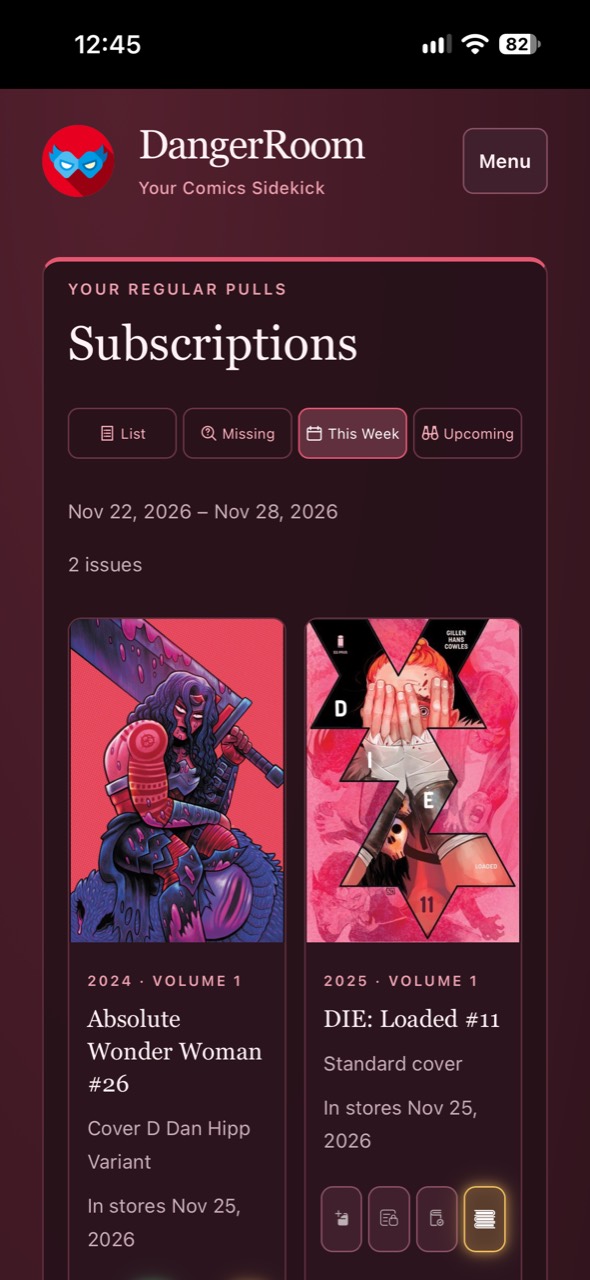 12:45
82
DangerRoom
Your Comics Sidekick
Menu
YOUR REGULAR PULLS
Subscriptions
List
Missing
This Week
Upcoming
Nov 22, 2026 – Nov 28, 2026
2 issues
GILLEN
HANS
COWLES
D
I
E
LOADED
11
2024 · VOLUME 1
Absolute
Wonder Woman
#26
Cover D Dan Hipp
Variant
In stores Nov 25,
2026
2025 · VOLUME 1
DIE: Loaded #11
Standard cover
In stores Nov 25,
2026